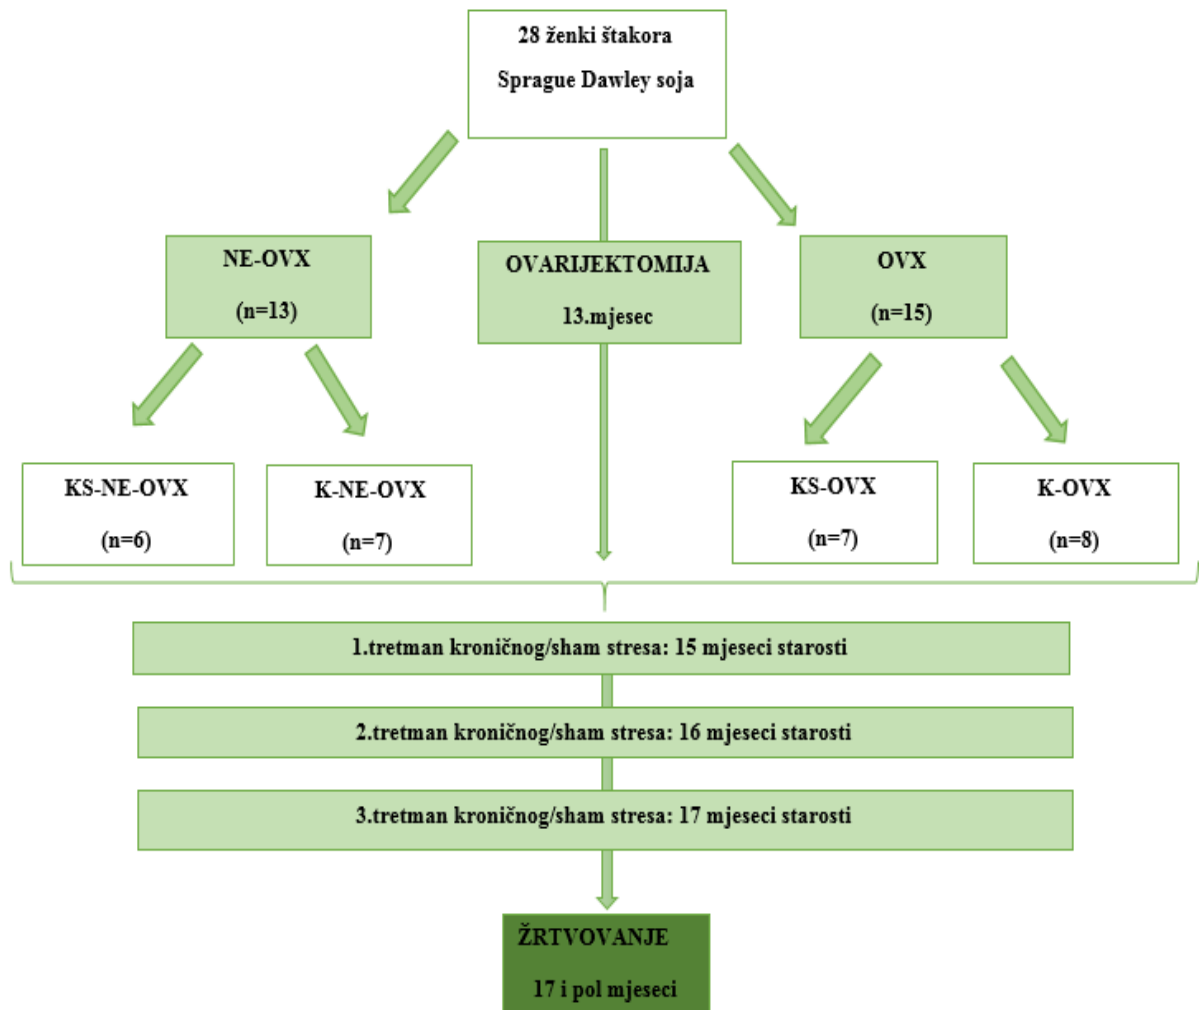 28 ženki štakora
Sprague Dawley soja
NE-OVX
(n=13)
OVARIJEKTOMIJA
13.mjesec
OVX
(n=15)
KS-NE-OVX
(n=6)
K-NE-OVX
(n=7)
KS-OVX
(n=7)
K-OVX
(n=8)
1.tretman kroničnog/sham stresa: 15 mjeseci starosti
2.tretman kroničnog/sham stresa: 16 mjeseci starosti
3.tretman kroničnog/sham stresa: 17 mjeseci starosti
ŽRTVOVANJE
17 i pol mjeseci